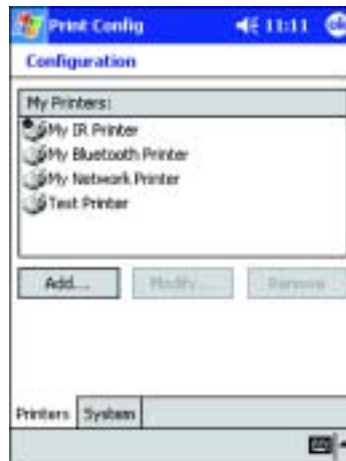 Print Config 11:11 ok
Configuration
My Printers:
My IR Printer
My Bluetooth Printer
My Network Printer
Test Printer
Add... Modify... Remove
Printers System